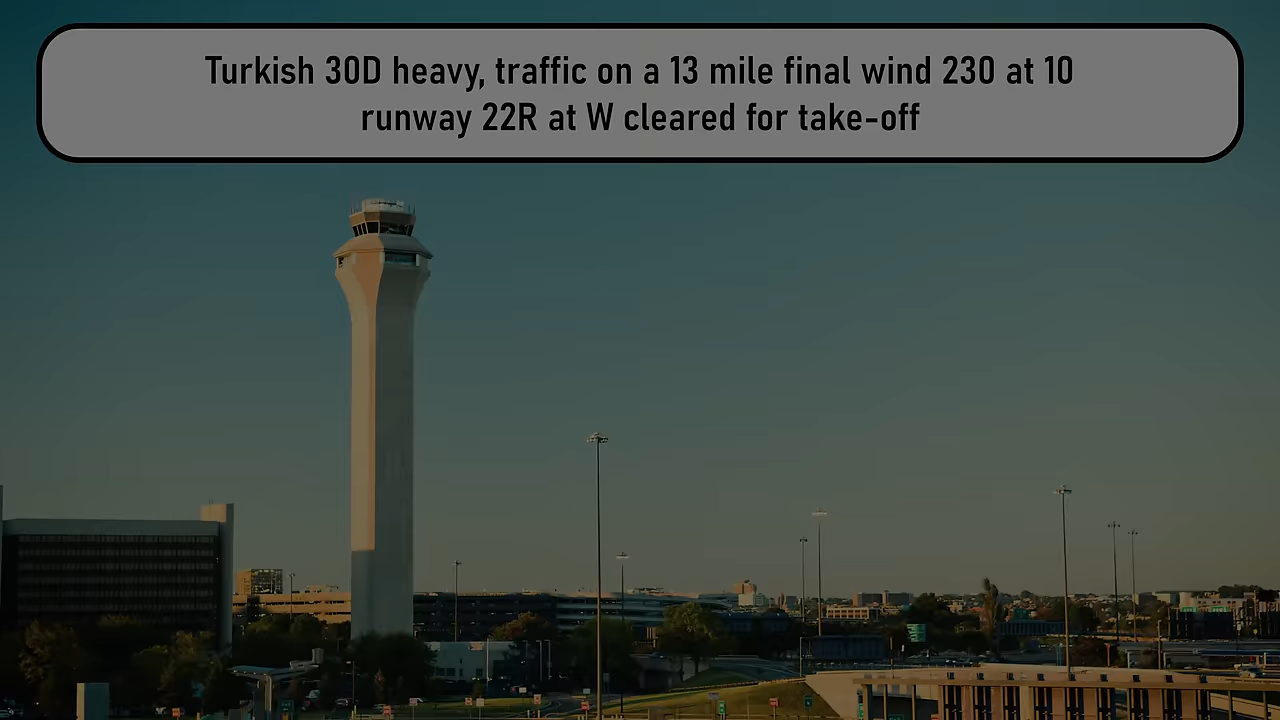 Turkish 30D heavy, traffic on a 13 mile final wind 230 at 10
runway 22R at W cleared for take-off